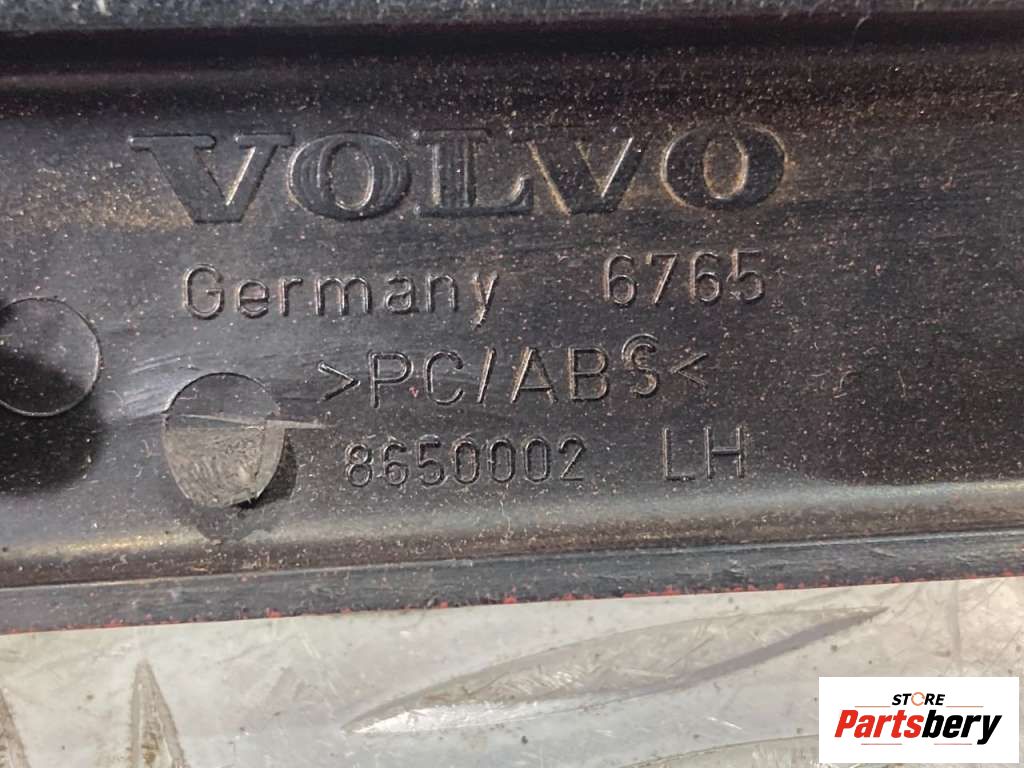 VOLVO
Germany 6765
>PC/ABS<
8650002 LH
STORE
Partsbery